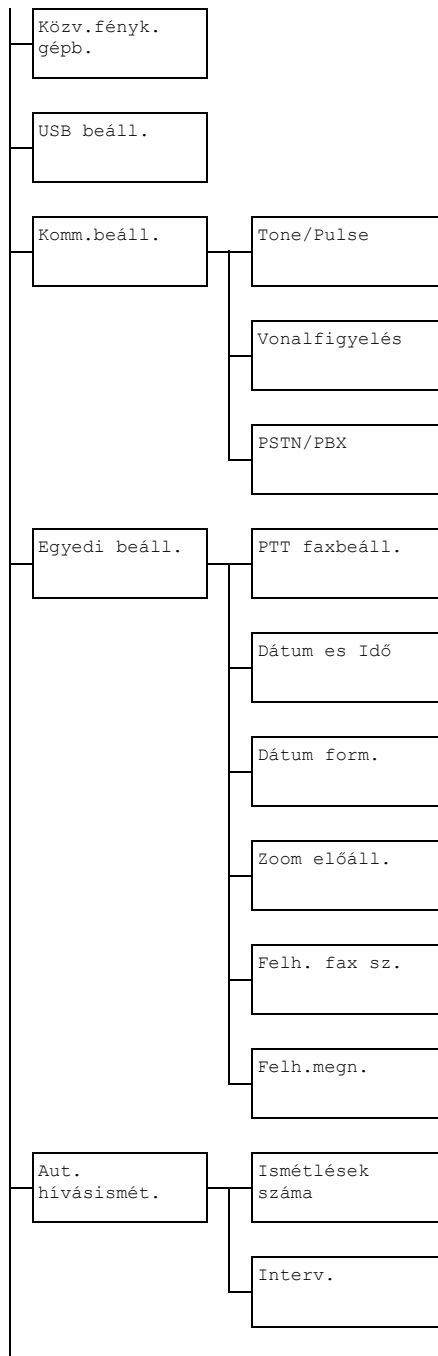 Közv.fényk.
gépb.
USB beáll.
Komm.beáll.
Tone/Pulse
Vonalfigyelés
PSTN/PBX
Egyedi beáll.
PTT faxbeáll.
Dátum es Idő
Dátum form.
Zoom előáll.
Felh. fax sz.
Felh.megn.
Aut.
hívásismét.
Ismétlések
száma
Interv.